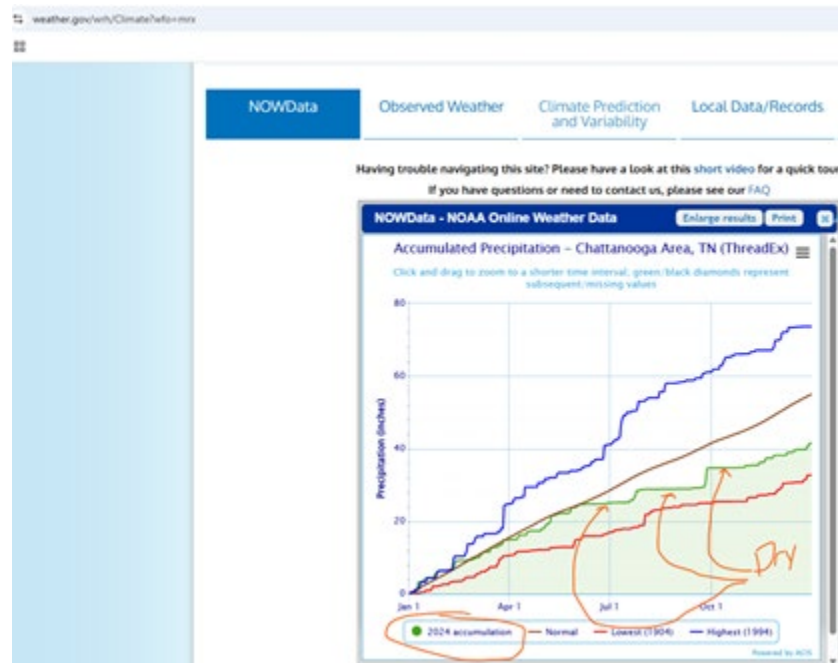 weather.gov/wrh/Climate?wfo=mrx
NOWData
Observed Weather
Climate Prediction
and Variability
Local Data/Records
Having trouble navigating this site? Please have a look at this short video for a quick tour
If you have questions or need to contact us, please see our FAQ
NOWData - NOAA Online Weather Data
Enlarge results
Print
Accumulated Precipitation – Chattanooga Area, TN (ThreadEx)
Click and drag to zoom to a shorter time interval; green/black diamonds represent
subsequent/missing values
Precipitation (inches)
80
60
40
20
0
Dry
Jan 1
Apr 1
Jul 1
Oct 1
2024 accumulation
Normal
Lowest (1904)
Highest (1994)
Powered by ACIS